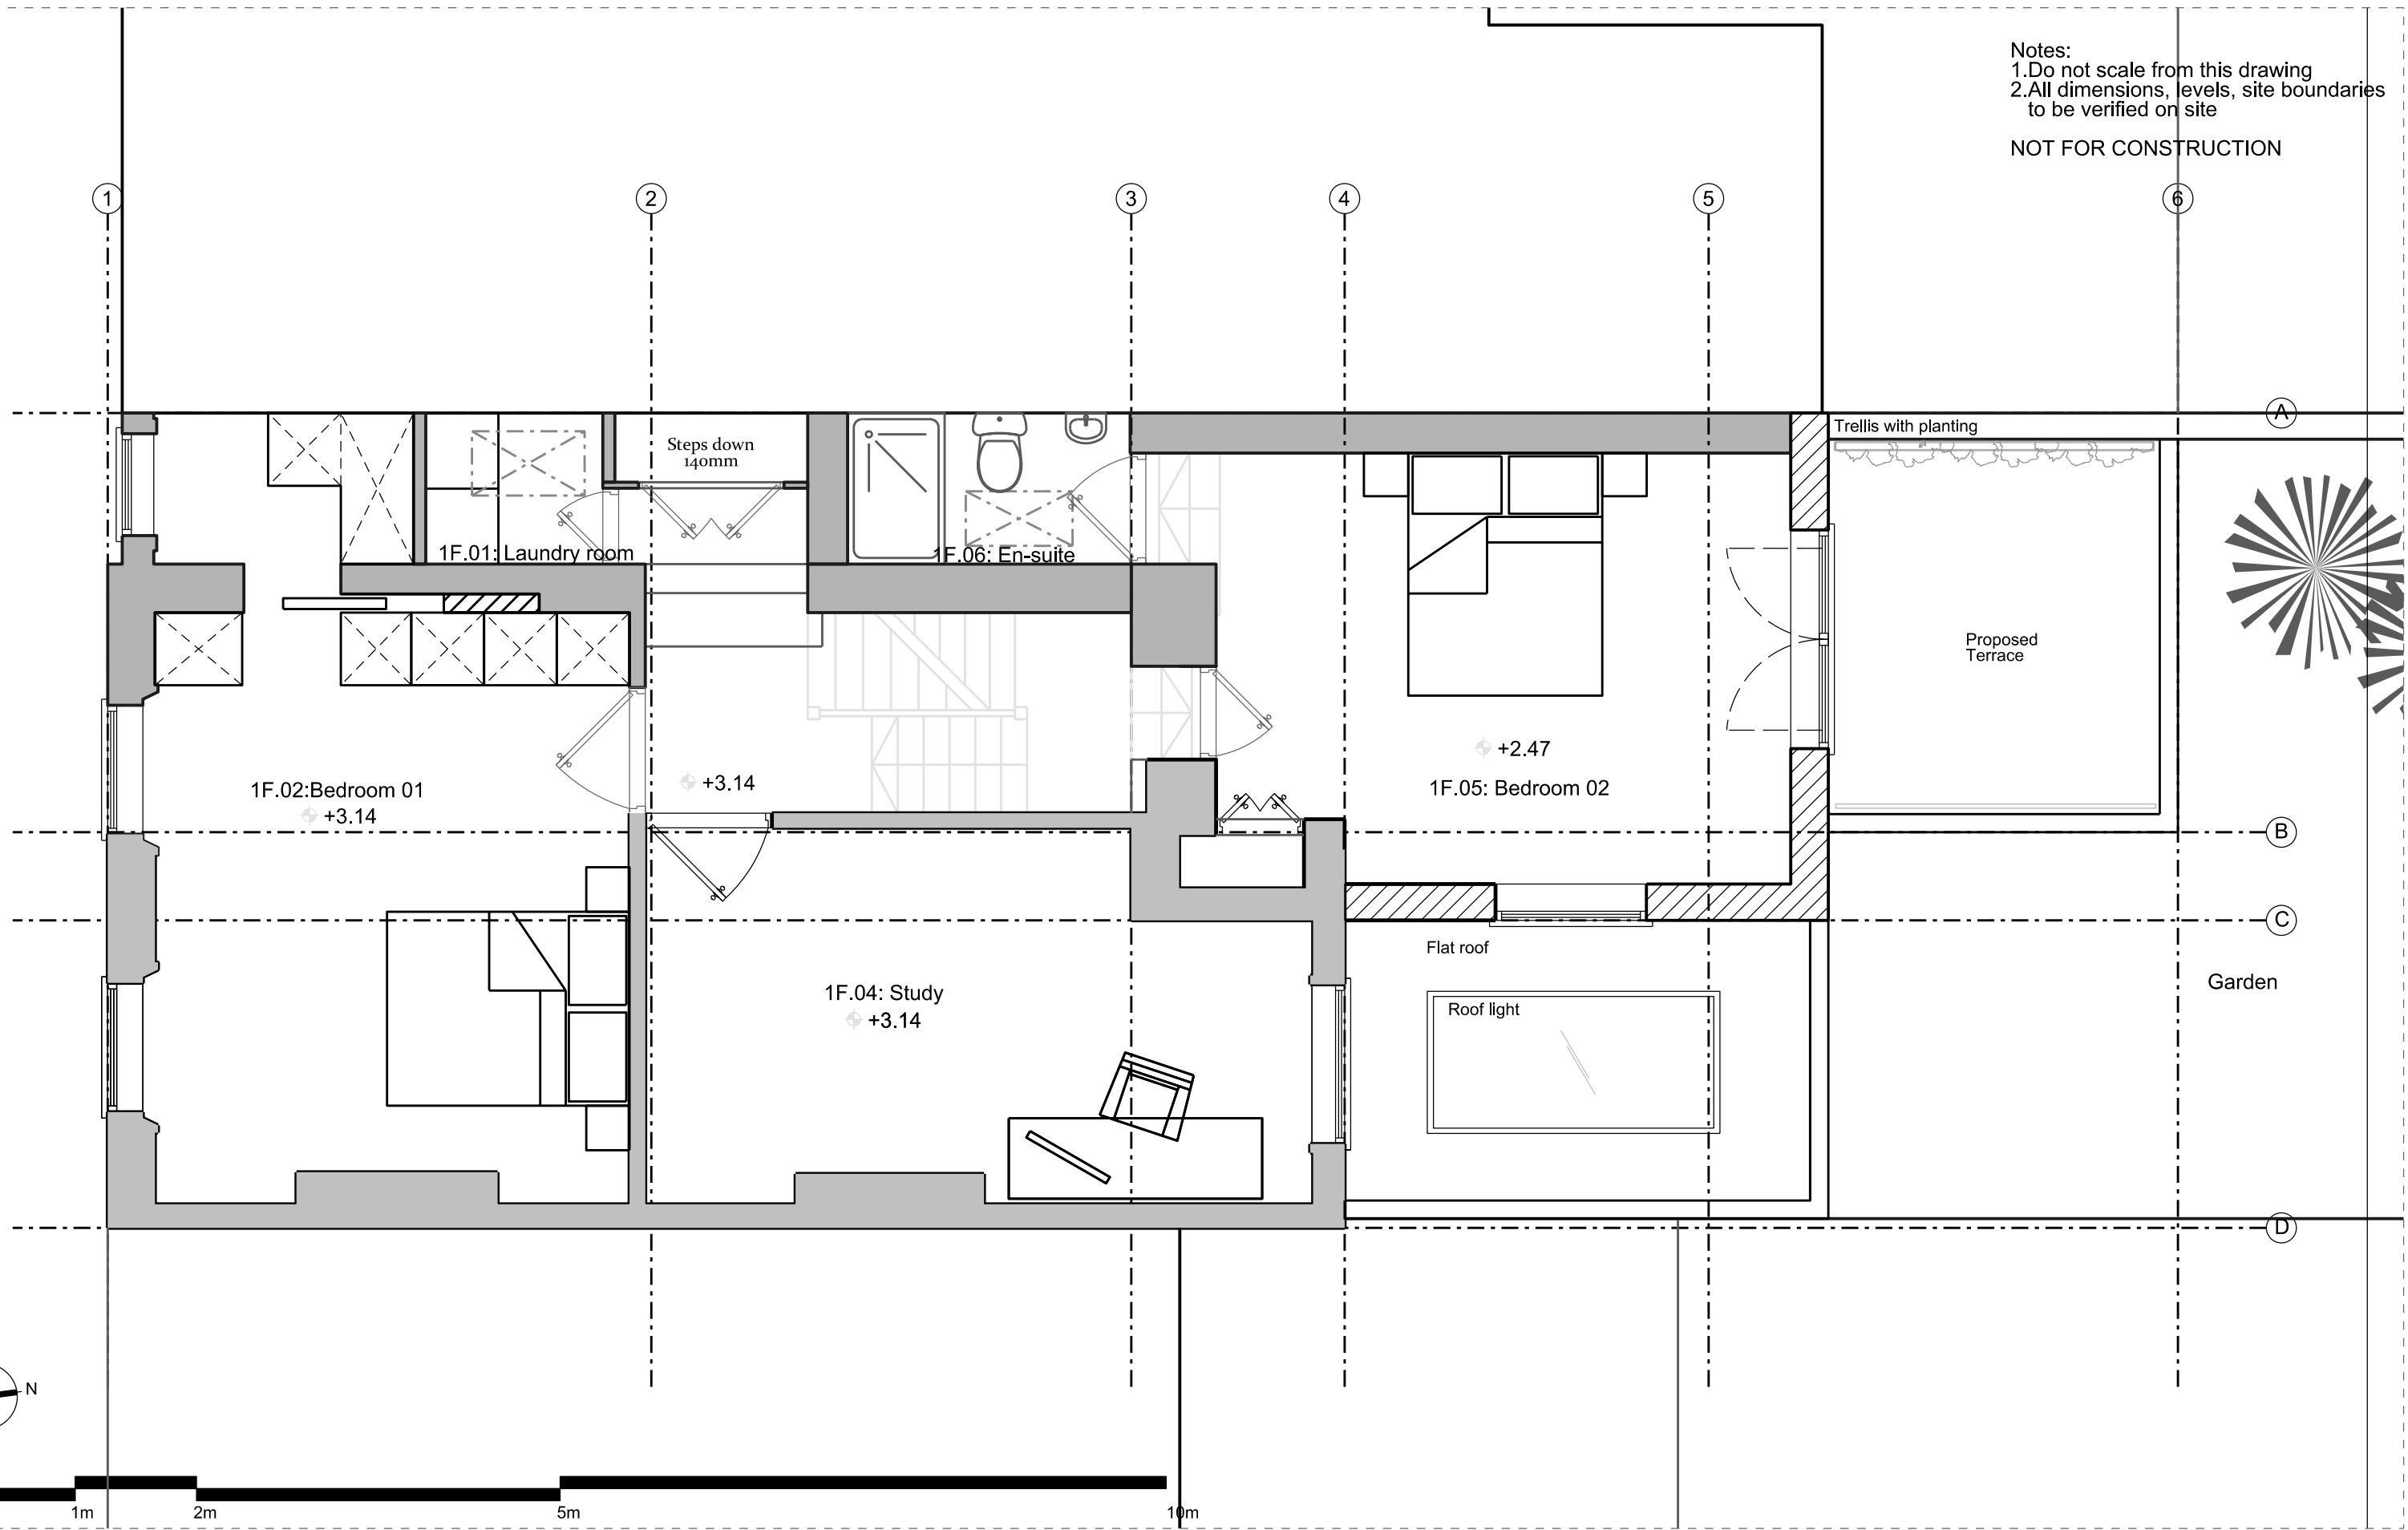 Notes:
1.Do not scale from this drawing
2.All dimensions, levels, site boundaries
to be verified on site
NOT FOR CONSTRUCTION
1
2
3
4
5
6
A
Trellis with planting
Steps down
140mm
1F.01: Laundry room
1F.06: En-suite
Proposed
Terrace
+2.47
1F.05: Bedroom 02
+3.14
1F.02:Bedroom 01
+3.14
B
C
Flat roof
Garden
1F.04: Study
+3.14
Roof light
D
N
1m
2m
5m
10m